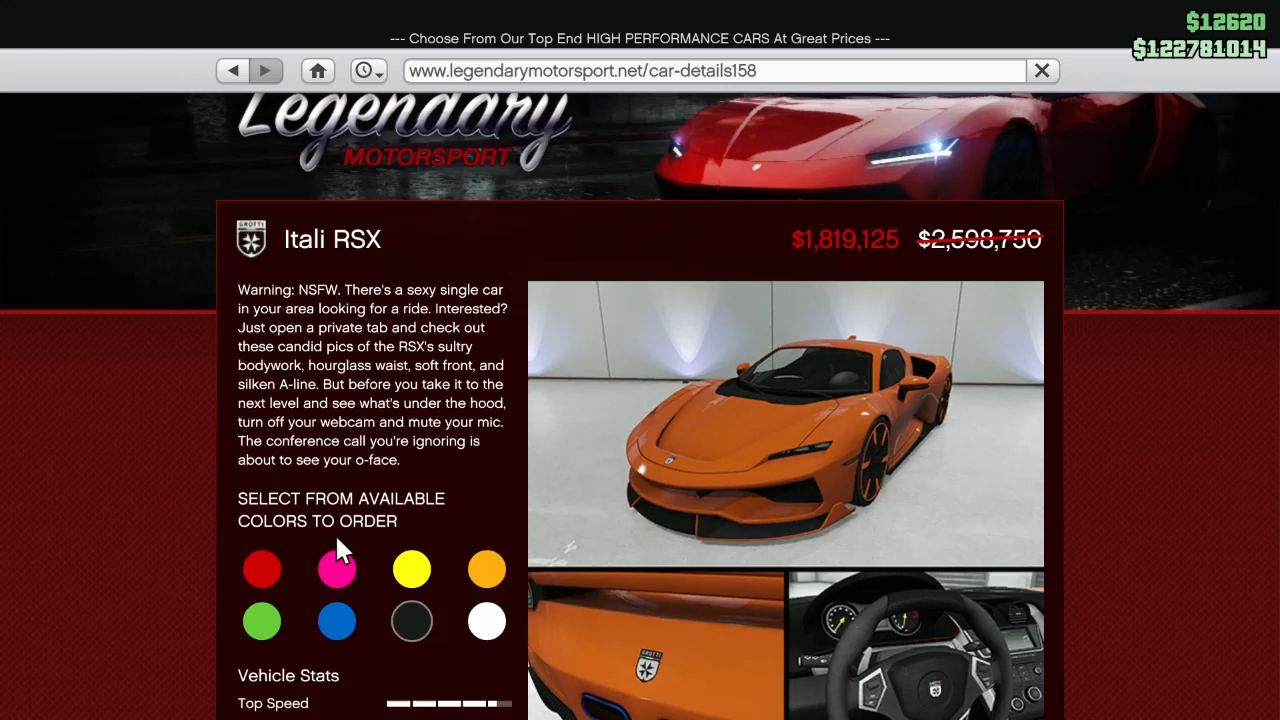 $12620
--- Choose From Our Top End HIGH PERFORMANCE CARS At Great Prices ---
$122781014
www.legendarymotorsport.net/car-details158
Legendary
MOTORSPORT
GROTTI
Itali RSX
$1,819,125 $2,598,750
Warning: NSFW. There's a sexy single car
in your area looking for a ride. Interested?
Just open a private tab and check out
these candid pics of the RSX's sultry
bodywork, hourglass waist, soft front, and
silken A-line. But before you take it to the
next level and see what's under the hood,
turn off your webcam and mute your mic.
The conference call you're ignoring is
about to see your o-face.
SELECT FROM AVAILABLE
COLORS TO ORDER
GROTTI
Vehicle Stats
Top Speed